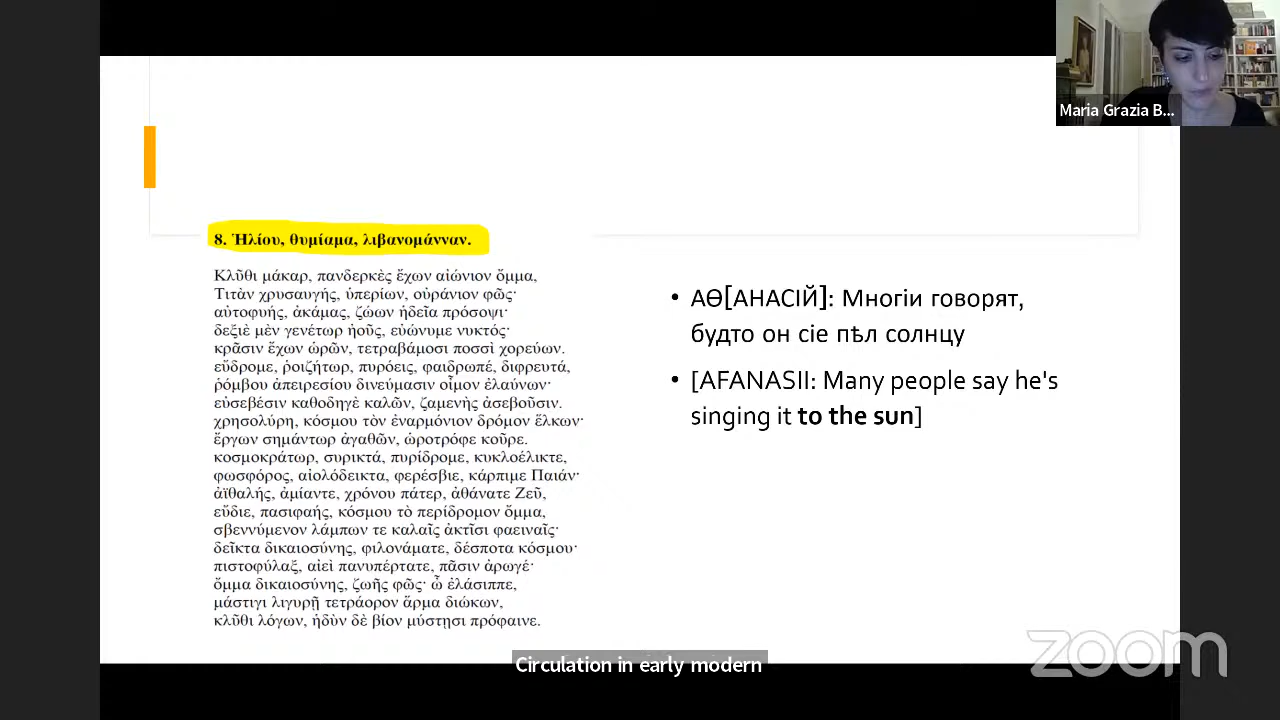 Maria Grazia B...
8. Ἡλίου, θυμίαμα, λιβανομάνναν.
Κλῦθι μάκαρ, πανδερκὲς ἔχων αἰώνιον ὄμμα,
Τιτὰν χρυσαυγής, ὑπερίων, οὐράνιον φῶς·
αὐτοφυής, ἀκάμας, ζώων ἡδεῖα πρόσοψι·
δεξιὲ μὲν γενέτωρ ἠοῦς, εὐώνυμε νυκτός·
κρᾶσιν ἔχων ὡρῶν, τετραβάμοσι ποσσὶ χορεύων.
εὔδρομε, ῥοιζήτωρ, πυρόεις, φαιδρωπέ, διφρευτά,
ῥόμβου ἀπειρεσίου δινεύμασιν οἶμον ἐλαύνων·
εὐσεβέσιν καθοδηγὲ καλῶν, ζαμενὴς ἀσεβοῦσιν.
χρησολύρη, κόσμου τὸν ἐναρμόνιον δρόμον ἕλκων·
ἔργων σημάντωρ ἀγαθῶν, ὡροτρόφε κοῦρε.
κοσμοκράτωρ, συρικτά, πυρίδρομε, κυκλοέλικτε,
φωσφόρος, αἰολόδεικτα, φερέσβιε, κάρπιμε Παιάν·
ἀϊθαλής, ἀμίαντε, χρόνου πάτερ, ἀθάνατε Ζεῦ,
εὔδιε, πασιφαής, κόσμου τὸ περίδρομον ὄμμα,
σβεννύμενον λάμπων τε καλαῖς ἀκτῖσι φαειναῖς·
δεῖκτα δικαιοσύνης, φιλονάματε, δέσποτα κόσμου·
πιστοφύλαξ, αἰεὶ πανυπέρτατε, πᾶσιν ἀρωγέ·
ὄμμα δικαιοσύνης, ζωῆς φῶς· ὦ ἐλάσιππε,
μάστιγι λιγυρῇ τετράορον ἅρμα διώκων,
κλῦθι λόγων, ἡδὺν δὲ βίον μύστησι πρόφαινε.
• АѲ[АНАСІЙ]: Многіи говорят,
будто он сіе пѣл солнцу
• [AFANASII: Many people say he's
singing it to the sun]
Circulation in early modern
zoom